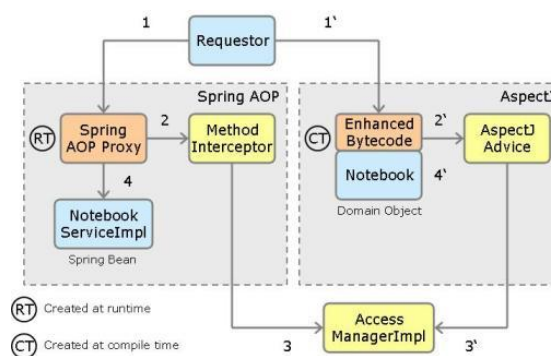 1
Requestor
1‘
Spring AOP
AspectJ
RT
Spring
AOP Proxy
2
Method
Interceptor
CT
Enhanced
Bytecode
2‘
AspectJ
Advice
4
Notebook
4‘
Domain Object
Notebook
ServiceImpl
Spring Bean
RT Created at runtime
CT Created at compile time
3
Access
ManagerImpl
3‘